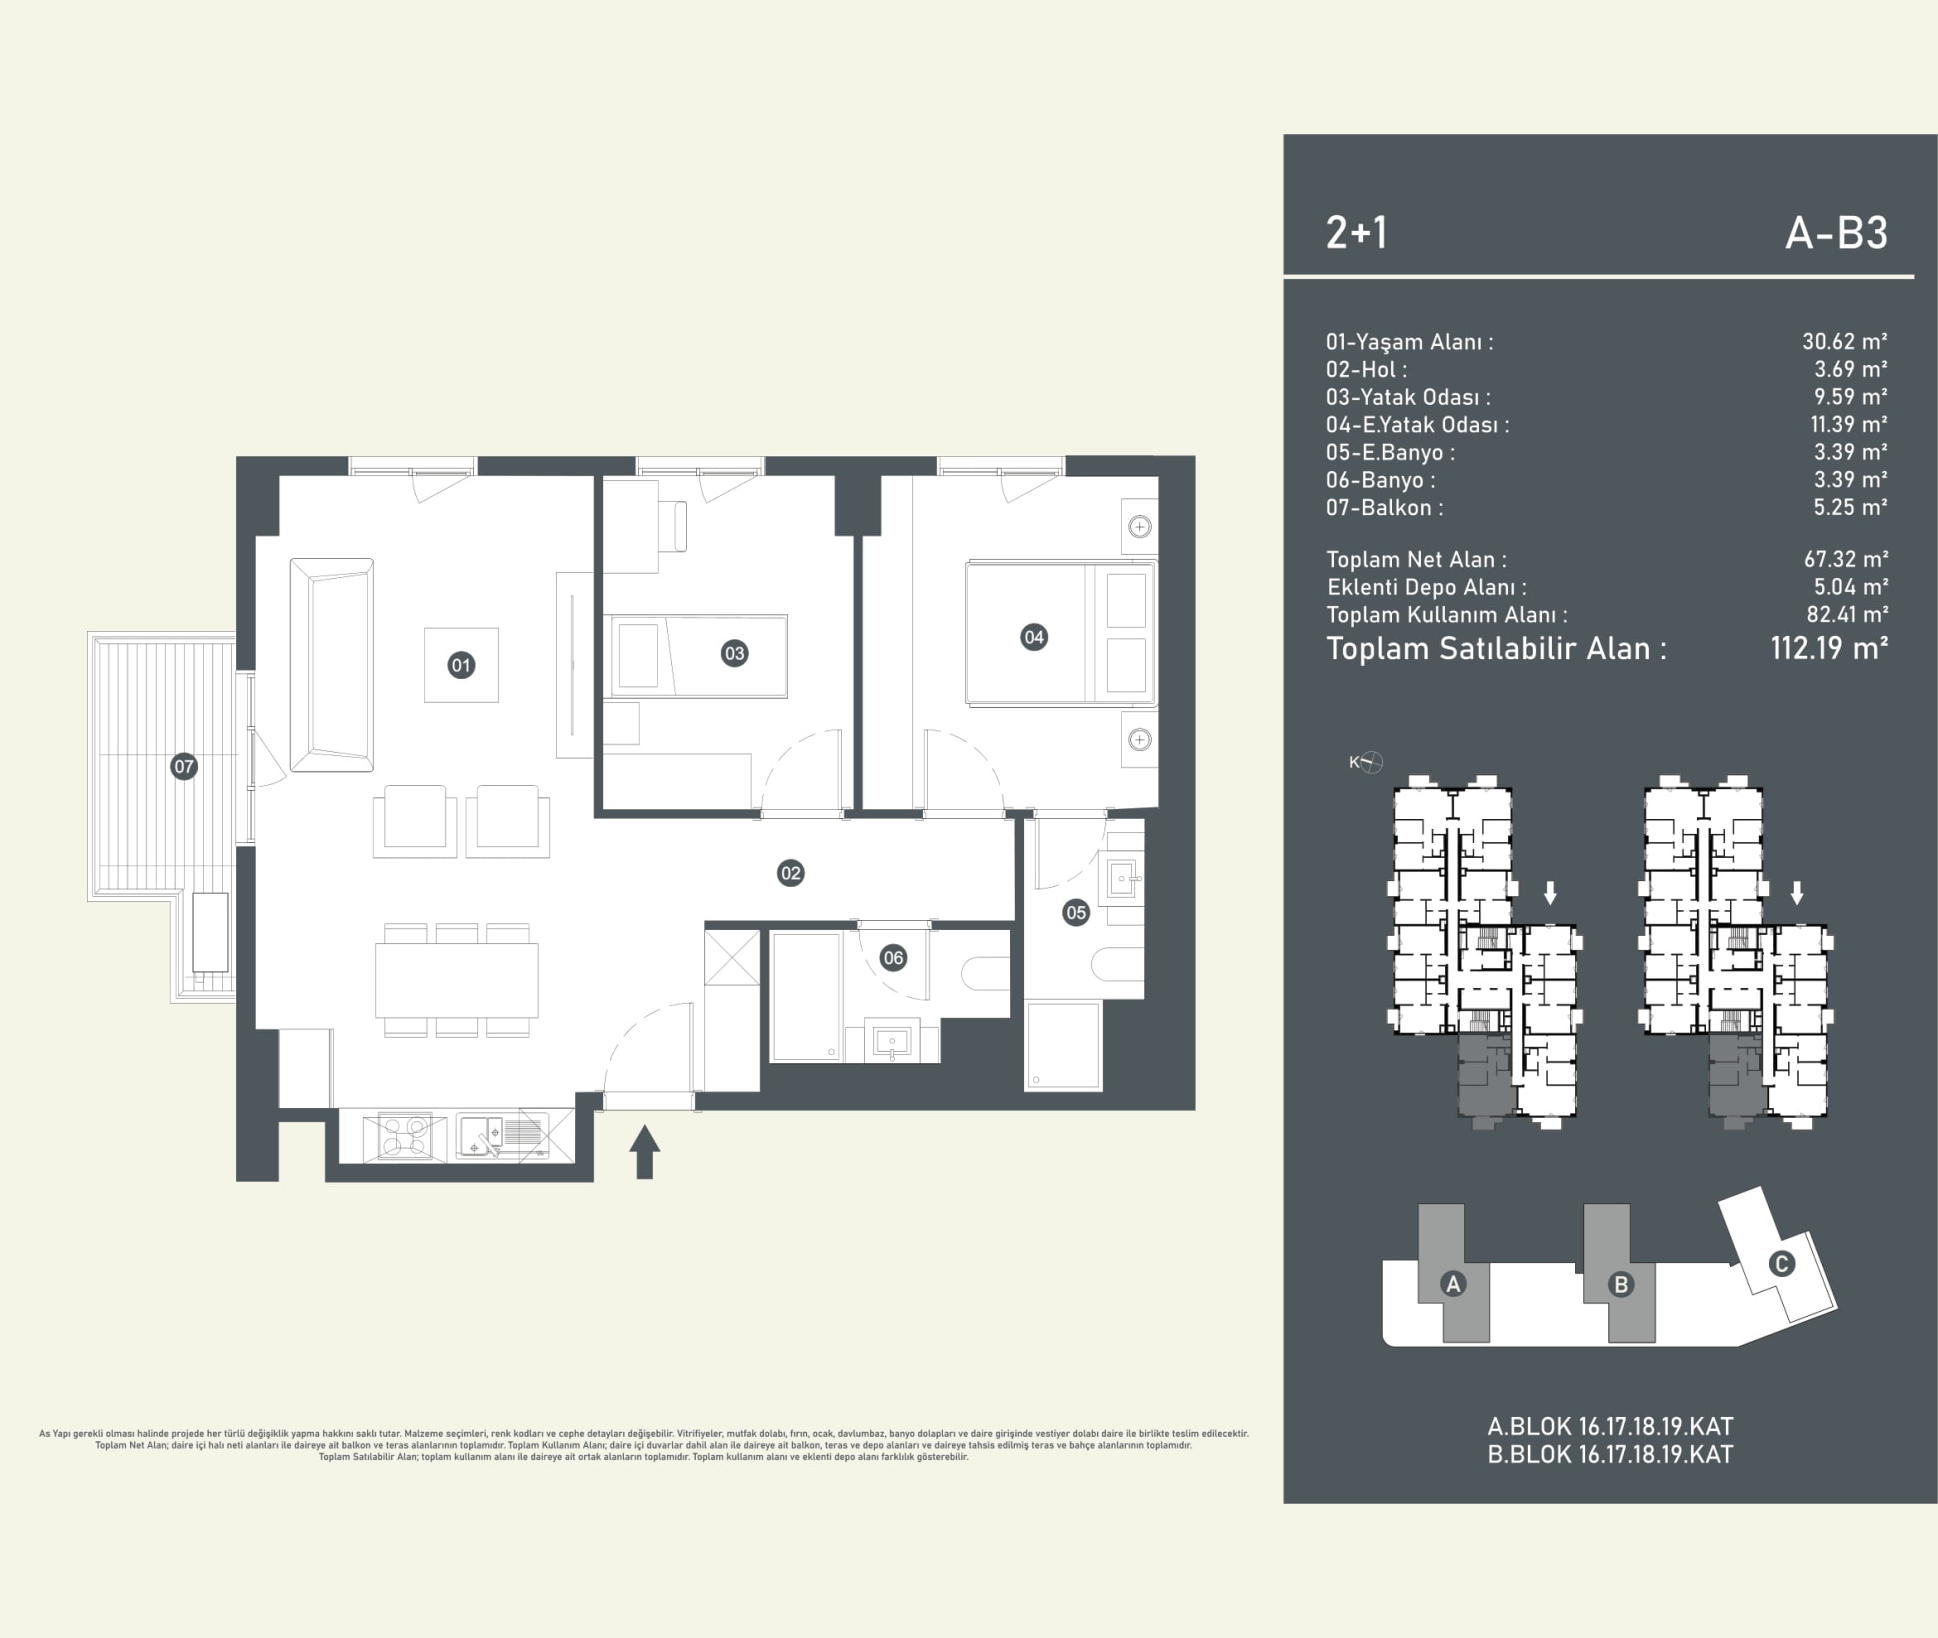 2+1 A-B3
01-Yaşam Alanı : 30.62 m²
02-Hol : 3.69 m²
03-Yatak Odası : 9.59 m²
04-E.Yatak Odası : 11.39 m²
05-E.Banyo : 3.39 m²
06-Banyo : 3.39 m²
07-Balkon : 5.25 m²
Toplam Net Alan : 67.32 m²
Eklenti Depo Alanı : 5.04 m²
Toplam Kullanım Alanı : 82.41 m²
Toplam Satılabilir Alan : 112.19 m²
01
02
03
04
05
06
07
K
A
B
C
A.BLOK 16.17.18.19.KAT
B.BLOK 16.17.18.19.KAT
As Yapı gerekli olması halinde projede her türlü değişiklik yapma hakkını saklı tutar. Malzeme seçimleri, renk kodları ve cephe detayları değişebilir. Vitrifiyeler, mutfak dolabı, fırın, ocak, davlumbaz, banyo dolapları ve daire girişinde vestiyer dolabı daire ile birlikte teslim edilecektir.
Toplam Net Alan; daire içi halı neti alanları ile daireye ait balkon ve teras alanlarının toplamıdır. Toplam Kullanım Alanı; daire içi duvarlar dahil alan ile daireye ait balkon, teras ve depo alanları ve daireye tahsis edilmiş teras ve bahçe alanlarının toplamıdır.
Toplam Satılabilir Alan; toplam kullanım alanı ile daireye ait ortak alanların toplamıdır. Toplam kullanım alanı ve eklenti depo alanı farklılık gösterebilir.